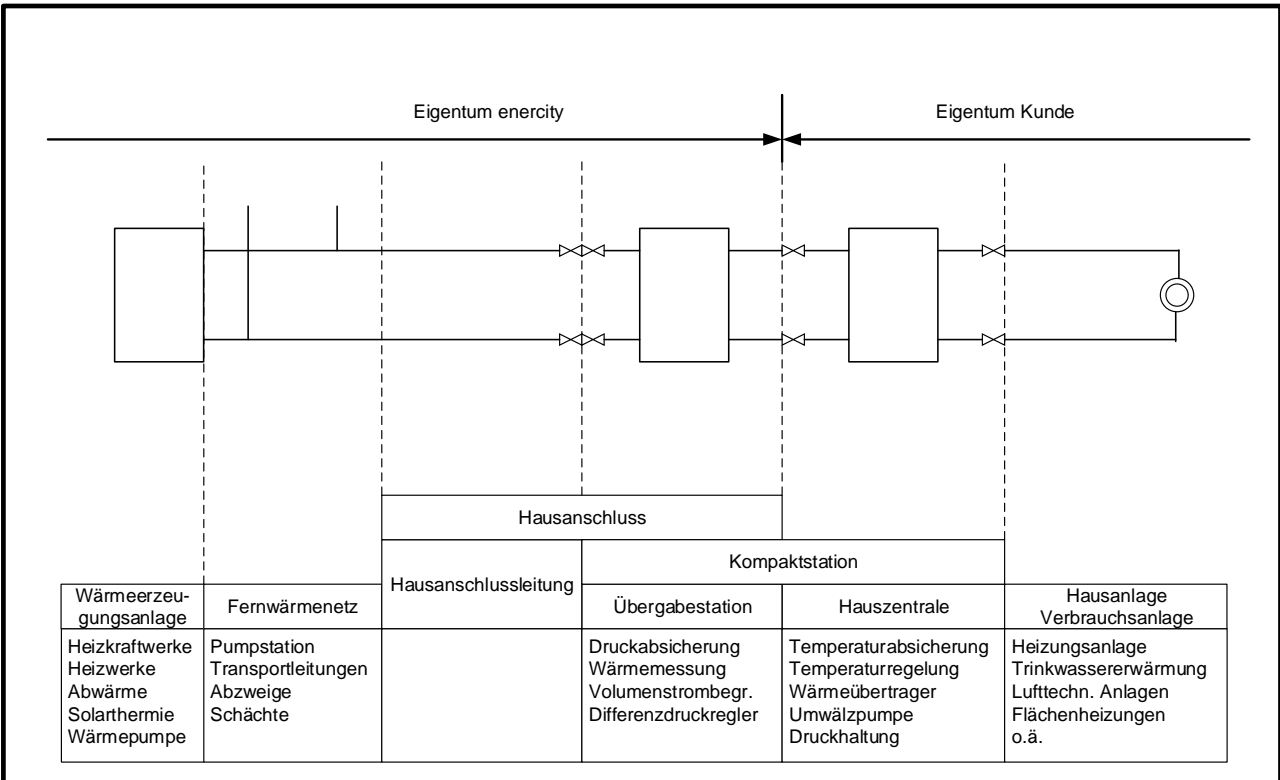 Eigentum enercity
Eigentum Kunde
Hausanschluss
Hausanschlussleitung
Kompaktstation
Wärmeerzeu-
gungsanlage
Fernwärmenetz
Übergabestation
Hauszentrale
Hausanlage
Verbrauchsanlage
Heizkraftwerke
Heizwerke
Abwärme
Solarthermie
Wärmepumpe
Pumpstation
Transportleitungen
Abzweige
Schächte
Druckabsicherung
Wärmemessung
Volumenstrombegr.
Differenzdruckregler
Temperaturabsicherung
Temperaturregelung
Wärmeübertrager
Umwälzpumpe
Druckhaltung
Heizungsanlage
Trinkwassererwärmung
Lufttechn. Anlagen
Flächenheizungen
o.ä.